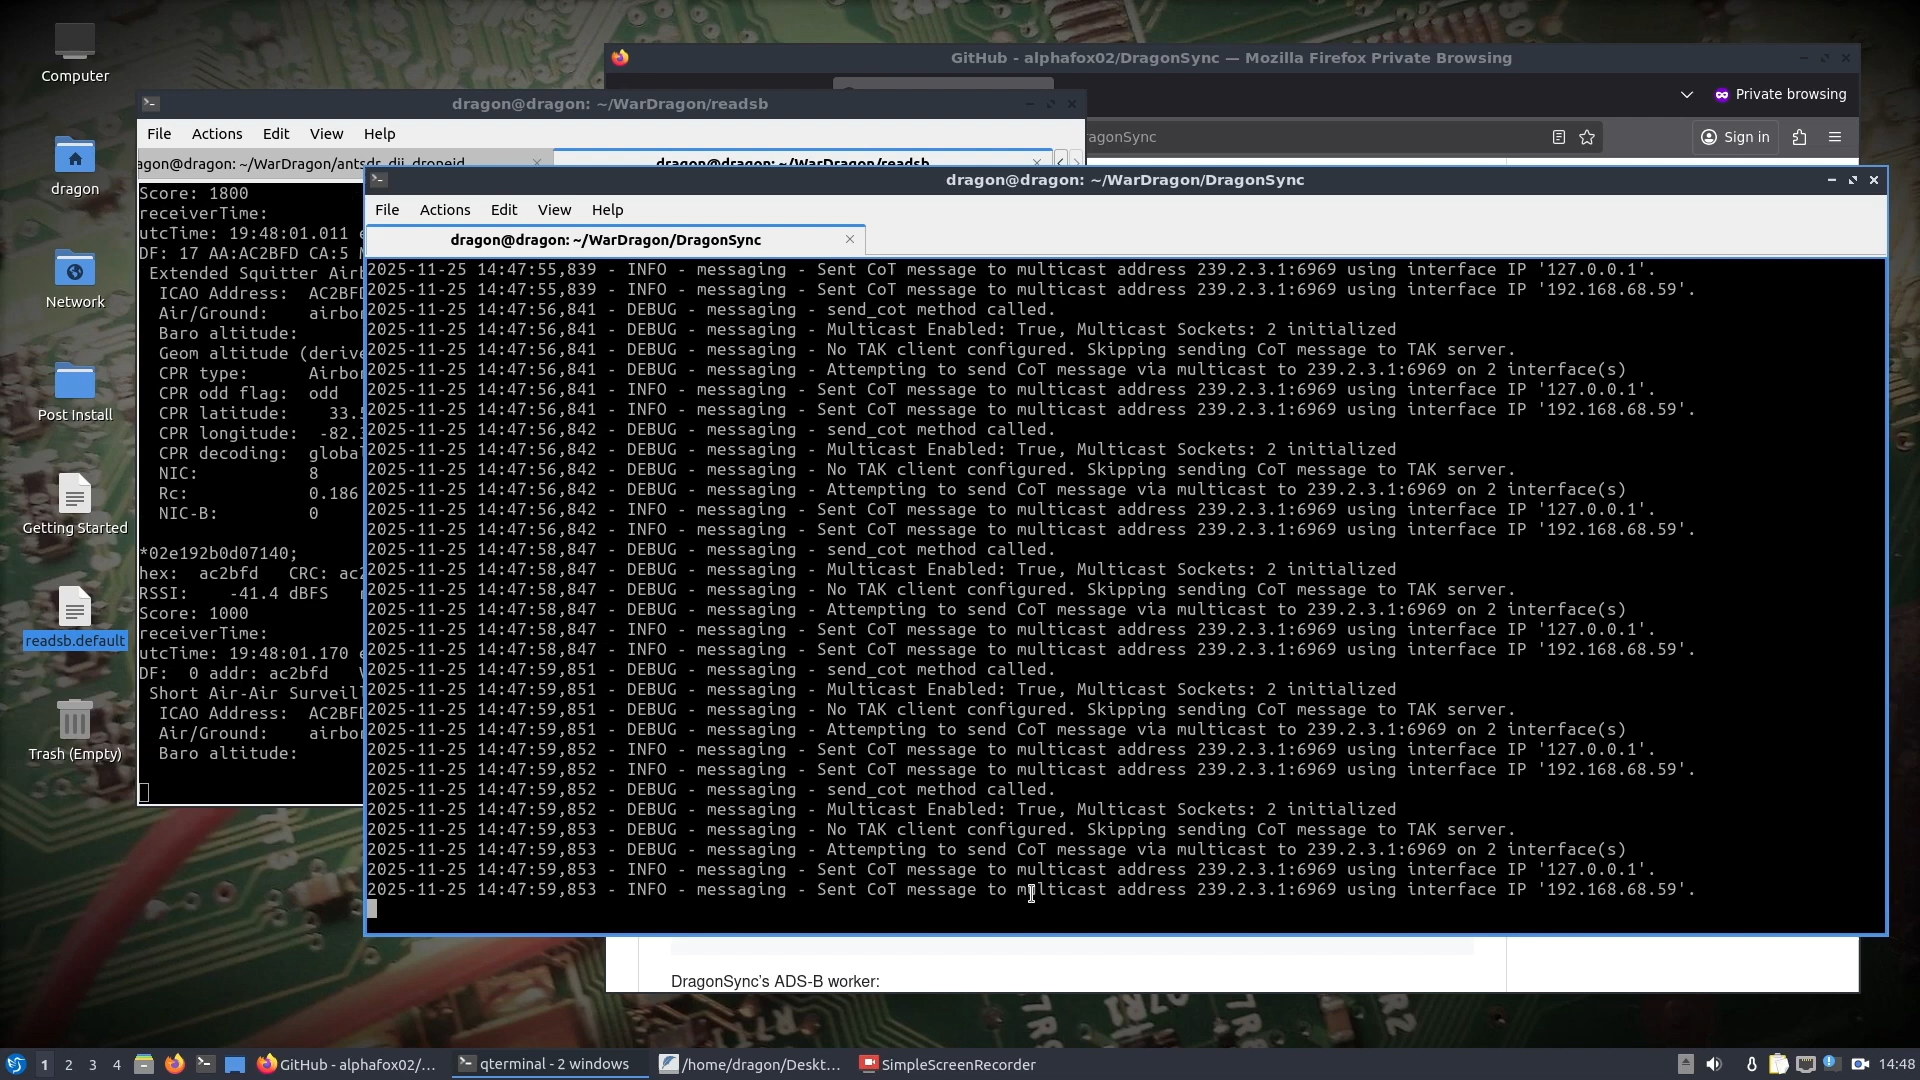 Computer
dragon
Network
Post Install
Getting Started
readsb.default
Trash (Empty)
GitHub - alphafox02/DragonSync — Mozilla Firefox Private Browsing
Private browsing
agonSync
Sign in
dragon@dragon: ~/WarDragon/readsb
File Actions Edit View Help
agon@dragon: ~/WarDragon/antsdr_dji_droneid
dragon@dragon: ~/WarDragon/readsb
Score: 1800
receiverTime:
utcTime: 19:48:01.011 e
DF: 17 AA:AC2BFD CA:5 M
Extended Squitter Airb
ICAO Address: AC2BFD
Air/Ground: airbor
Baro altitude:
Geom altitude (derive
CPR type: Airbor
CPR odd flag: odd
CPR latitude: 33.5
CPR longitude: -82.3
CPR decoding: global
NIC: 8
Rc: 0.186
NIC-B: 0
*02e192b0d07140;
hex: ac2bfd CRC: ac2
RSSI: -41.4 dBFS
Score: 1000
receiverTime:
utcTime: 19:48:01.170 e
DF: 0 addr: ac2bfd V
Short Air-Air Surveil
ICAO Address: AC2BFD
Air/Ground: airbor
Baro altitude:
dragon@dragon: ~/WarDragon/DragonSync
File Actions Edit View Help
dragon@dragon: ~/WarDragon/DragonSync
2025-11-25 14:47:55,839 - INFO - messaging - Sent CoT message to multicast address 239.2.3.1:6969 using interface IP '127.0.0.1'.
2025-11-25 14:47:55,839 - INFO - messaging - Sent CoT message to multicast address 239.2.3.1:6969 using interface IP '192.168.68.59'.
2025-11-25 14:47:56,841 - DEBUG - messaging - send_cot method called.
2025-11-25 14:47:56,841 - DEBUG - messaging - Multicast Enabled: True, Multicast Sockets: 2 initialized
2025-11-25 14:47:56,841 - DEBUG - messaging - No TAK client configured. Skipping sending CoT message to TAK server.
2025-11-25 14:47:56,841 - DEBUG - messaging - Attempting to send CoT message via multicast to 239.2.3.1:6969 on 2 interface(s)
2025-11-25 14:47:56,841 - INFO - messaging - Sent CoT message to multicast address 239.2.3.1:6969 using interface IP '127.0.0.1'.
2025-11-25 14:47:56,841 - INFO - messaging - Sent CoT message to multicast address 239.2.3.1:6969 using interface IP '192.168.68.59'.
2025-11-25 14:47:56,842 - DEBUG - messaging - send_cot method called.
2025-11-25 14:47:56,842 - DEBUG - messaging - Multicast Enabled: True, Multicast Sockets: 2 initialized
2025-11-25 14:47:56,842 - DEBUG - messaging - No TAK client configured. Skipping sending CoT message to TAK server.
2025-11-25 14:47:56,842 - DEBUG - messaging - Attempting to send CoT message via multicast to 239.2.3.1:6969 on 2 interface(s)
2025-11-25 14:47:56,842 - INFO - messaging - Sent CoT message to multicast address 239.2.3.1:6969 using interface IP '127.0.0.1'.
2025-11-25 14:47:56,842 - INFO - messaging - Sent CoT message to multicast address 239.2.3.1:6969 using interface IP '192.168.68.59'.
2025-11-25 14:47:58,847 - DEBUG - messaging - send_cot method called.
2025-11-25 14:47:58,847 - DEBUG - messaging - Multicast Enabled: True, Multicast Sockets: 2 initialized
2025-11-25 14:47:58,847 - DEBUG - messaging - No TAK client configured. Skipping sending CoT message to TAK server.
2025-11-25 14:47:58,847 - DEBUG - messaging - Attempting to send CoT message via multicast to 239.2.3.1:6969 on 2 interface(s)
2025-11-25 14:47:58,847 - INFO - messaging - Sent CoT message to multicast address 239.2.3.1:6969 using interface IP '127.0.0.1'.
2025-11-25 14:47:58,847 - INFO - messaging - Sent CoT message to multicast address 239.2.3.1:6969 using interface IP '192.168.68.59'.
2025-11-25 14:47:59,851 - DEBUG - messaging - send_cot method called.
2025-11-25 14:47:59,851 - DEBUG - messaging - Multicast Enabled: True, Multicast Sockets: 2 initialized
2025-11-25 14:47:59,851 - DEBUG - messaging - No TAK client configured. Skipping sending CoT message to TAK server.
2025-11-25 14:47:59,851 - DEBUG - messaging - Attempting to send CoT message via multicast to 239.2.3.1:6969 on 2 interface(s)
2025-11-25 14:47:59,852 - INFO - messaging - Sent CoT message to multicast address 239.2.3.1:6969 using interface IP '127.0.0.1'.
2025-11-25 14:47:59,852 - INFO - messaging - Sent CoT message to multicast address 239.2.3.1:6969 using interface IP '192.168.68.59'.
2025-11-25 14:47:59,852 - DEBUG - messaging - send_cot method called.
2025-11-25 14:47:59,852 - DEBUG - messaging - Multicast Enabled: True, Multicast Sockets: 2 initialized
2025-11-25 14:47:59,853 - DEBUG - messaging - No TAK client configured. Skipping sending CoT message to TAK server.
2025-11-25 14:47:59,853 - DEBUG - messaging - Attempting to send CoT message via multicast to 239.2.3.1:6969 on 2 interface(s)
2025-11-25 14:47:59,853 - INFO - messaging - Sent CoT message to multicast address 239.2.3.1:6969 using interface IP '127.0.0.1'.
2025-11-25 14:47:59,853 - INFO - messaging - Sent CoT message to multicast address 239.2.3.1:6969 using interface IP '192.168.68.59'.
DragonSync's ADS-B worker:
1 2 3 4 GitHub - alphafox02/... qterminal - 2 windows /home/dragon/Deskt... SimpleScreenRecorder 14:48